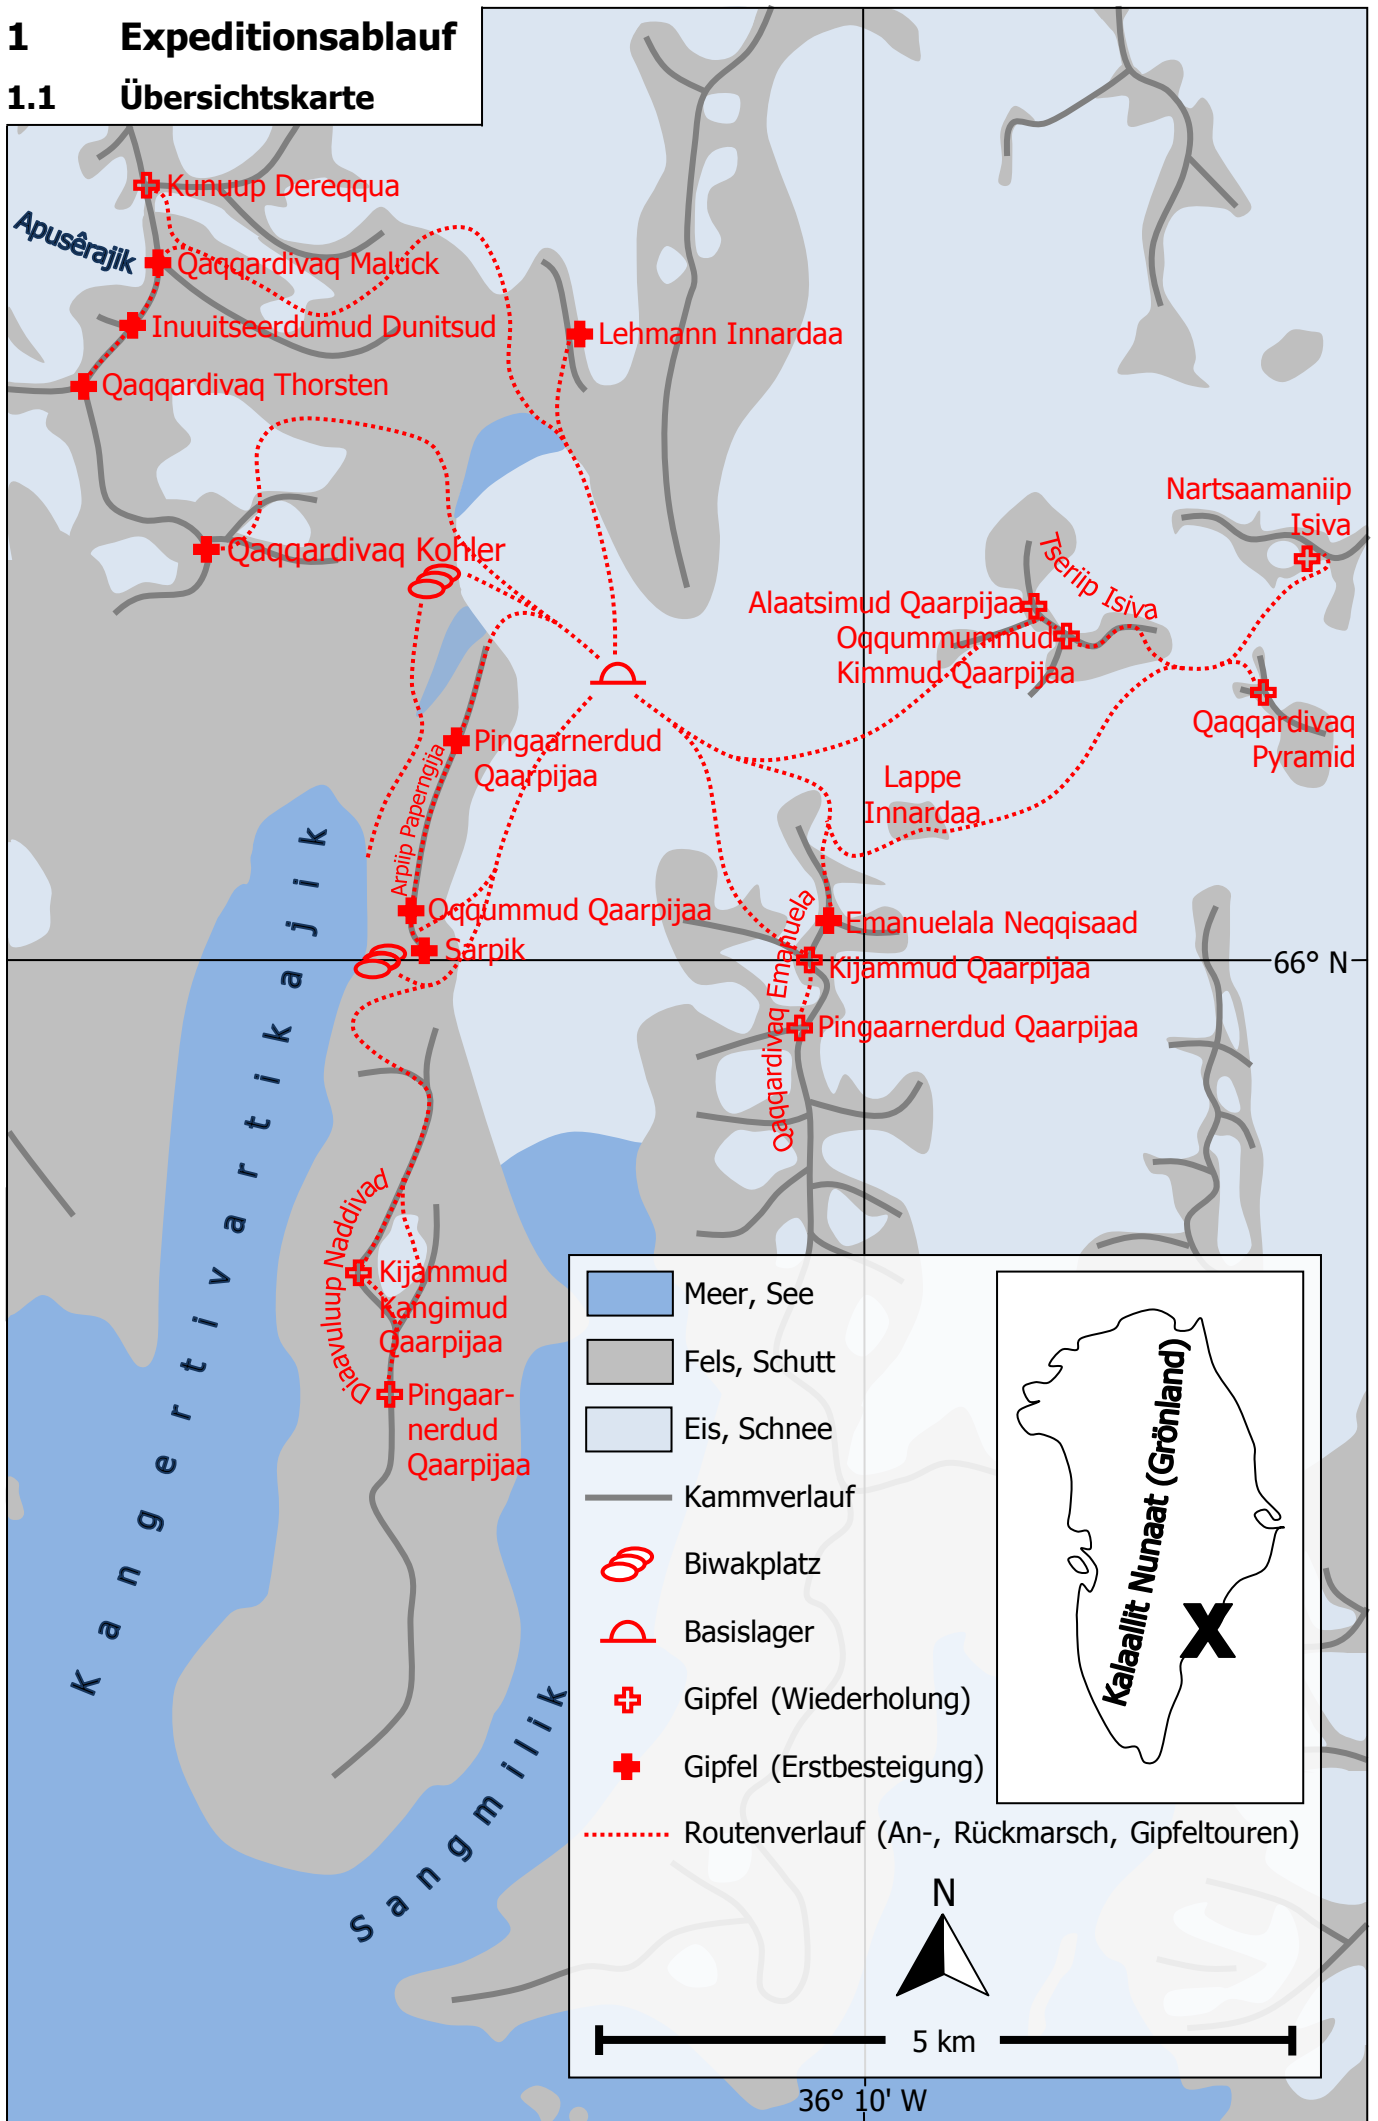 1 Expeditionsablauf
1.1 Übersichtskarte
Kunuup Dereqqua
Apusêrajik
Qaqqardivaq Maluck
Inuuitseerdumud Dunitsud
Lehmann Innardaa
Qaqqardivaq Thorsten
Nartsaamaniip
Isiva
Qaqqardivaq Kohler
Tseriip Isiva
Alaatsimud Qaarpijaa
Oqqummummud
Kimmud Qaarpijaa
Qaqqardivaq
Pyramid
Pingaarnerdud
Qaarpijaa
Arpiip Paperngija
Lappe
Innardaa
Oqqummud Qaarpijaa
Sarpik
Qaqqardivaq Emanuela
Emanuelala Neqqisaad
Kijammud Qaarpijaa
66° N
Pingaarnerdud Qaarpijaa
Kangertivartikajik
Diaavuluup Naddivad
Kijammud
Kangimud
Qaarpijaa
Pingaar-
nerdud
Qaarpijaa
Sangmilik
Meer, See
Fels, Schutt
Eis, Schnee
Kammverlauf
Biwakplatz
Basislager
Gipfel (Wiederholung)
Gipfel (Erstbesteigung)
Routenverlauf (An-, Rückmarsch, Gipfeltouren)
Kalaallit Nunaat (Grönland)
X
N
5 km
36° 10' W